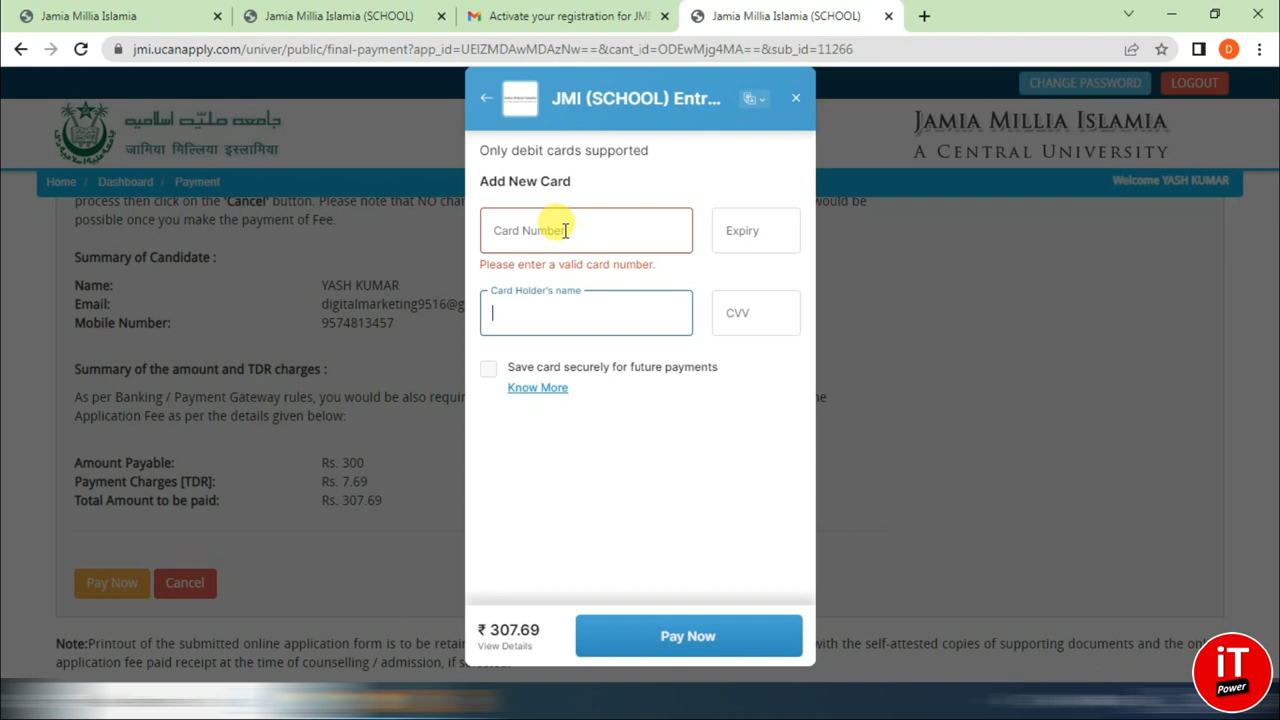 Jamia Millia Islamia
Jamia Millia Islamia (SCHOOL)
Activate your registration for JMI
Jamia Millia Islamia (SCHOOL)
jmi.ucanapply.com/univer/public/final-payment?app_id=UEIZMDAwMDAzNw==&cant_id=ODEwMjg4MA==&sub_id=11266
D
CHANGE PASSWORD
LOGOUT
جامعہ ملیّہ اسلامیہ
जामिया मिल्लिया इस्लामिया
JAMIA MILLIA ISLAMIA
A CENTRAL UNIVERSITY
Home / Dashboard / Payment
Welcome YASH KUMAR
process then click on the 'Cancel' button. Please note that NO cha
would be
possible once you make the payment of Fee.
Summary of Candidate :
Name: YASH KUMAR
Email: digitalmarketing9516@g
Mobile Number: 9574813457
Summary of the amount and TDR charges :
As per Banking / Payment Gateway rules, you would be also requir
he
Application Fee as per the details given below:
Amount Payable: Rs. 300
Payment Charges [TDR]: Rs. 7.69
Total Amount to be paid: Rs. 307.69
Pay Now
Cancel
Note:Printout of the submitted online application form is to be retai
with the self-attested copies of supporting documents and the on
application fee paid receipt at the time of counselling / admission, if s
JMI (SCHOOL) Entr...
Only debit cards supported
Add New Card
Card Number
Expiry
Please enter a valid card number.
Card Holder's name
CVV
Save card securely for future payments
Know More
₹ 307.69
View Details
Pay Now
iT
Power